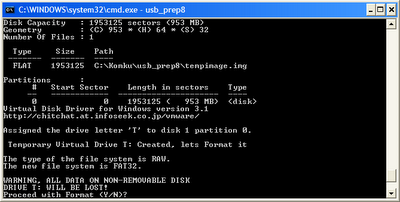 C:\WINDOWS\system32\cmd.exe - usb_prep8
Disk Capacity : 1953125 sectors (953 MB)
Geometry : (C) 953 * (H) 64 * (S) 32
Number Of Files : 1
Type Size Path
FLAT 1953125 C:\Komku\usb_prep8\tempimage.img
Partitions :
# Start Sector Length in sectors Type
0 0 1953125 ( 953 MB) <disk>
Virtual Disk Driver for Windows version 3.1
http://chitchat.at.infoseek.co.jp/vmware/
Assigned the drive letter 'T' to disk 1 partition 0.
Temporary Virtual Drive T: Created, lets Format it
The type of the file system is RAW.
The new file system is FAT32.
WARNING, ALL DATA ON NON-REMOVABLE DISK
DRIVE T: WILL BE LOST!
Proceed with Format (Y/N)?